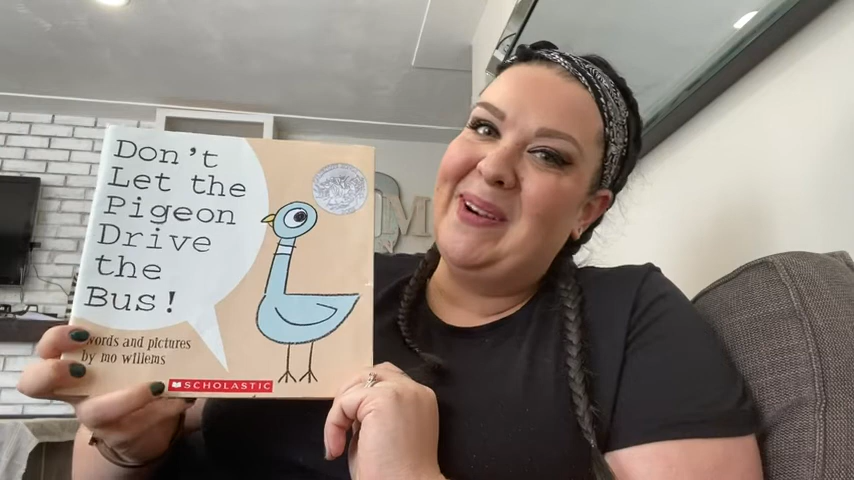 Don't
Let the
Pigeon
Drive
the
Bus!
words and pictures
by mo willems
SCHOLASTIC
M